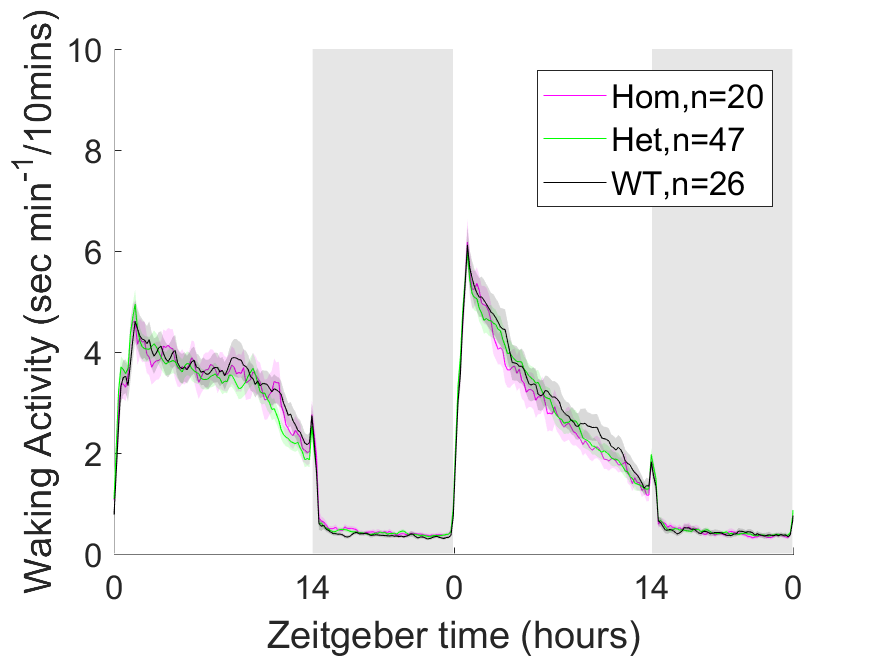 Waking Activity (sec min-1/10mins)
10
8
6
4
2
0
Hom,n=20
Het,n=47
WT,n=26
0 14 0 14 0
Zeitgeber time (hours)